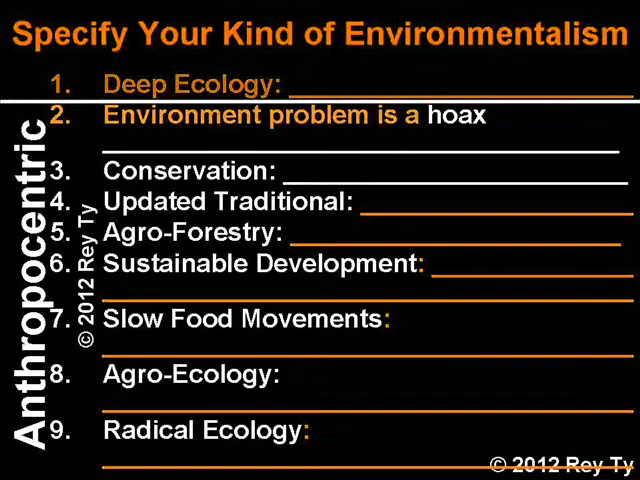 Specify Your Kind of Environmentalism
1. Deep Ecology:
2. Environment problem is a hoax
3. Conservation:
4. Updated Traditional:
5. Agro-Forestry:
6. Sustainable Development:
7. Slow Food Movements:
8. Agro-Ecology:
9. Radical Ecology:
Anthropocentric
© 2012 Rey Ty
© 2012 Rey Ty